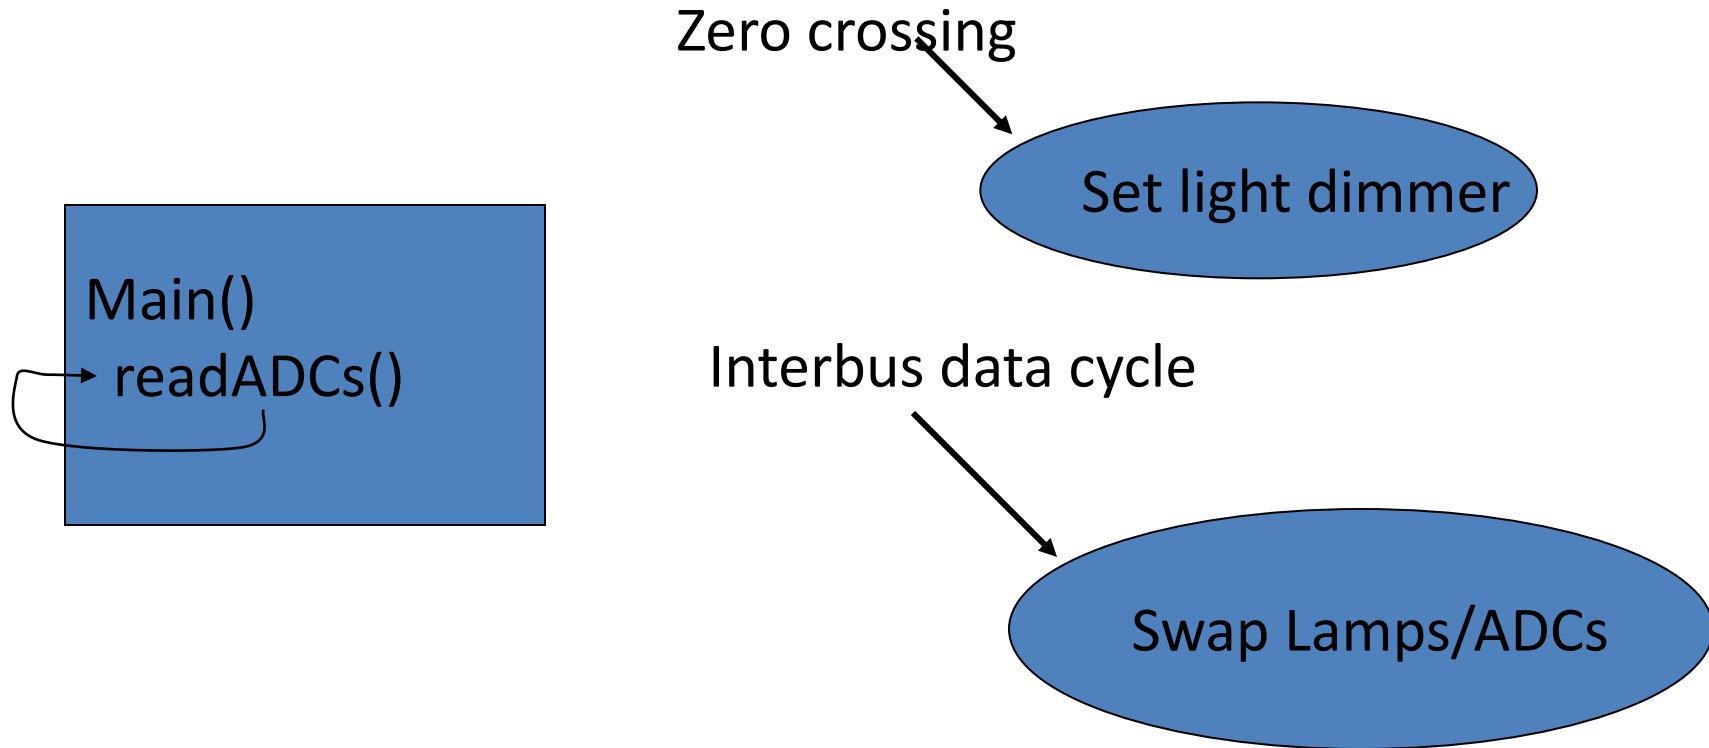 Zero crossing
Set light dimmer
Main()
readADCs()
Interbus data cycle
Swap Lamps/ADCs